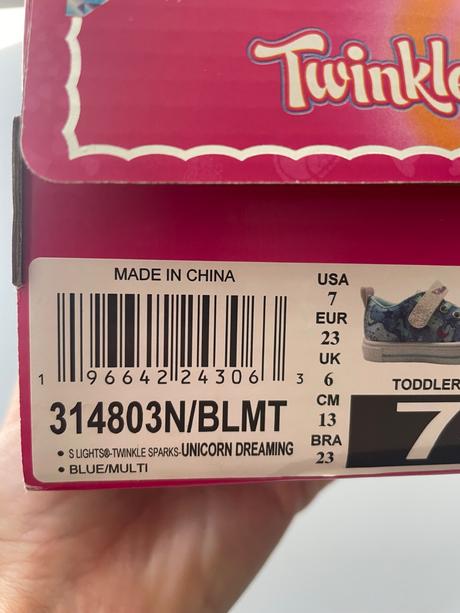 Twinkle
MADE IN CHINA
1 96642 24306 3
314803N/BLMT
• S LIGHTS®-TWINKLE SPARKS-UNICORN DREAMING
• BLUE/MULTI
USA
7
EUR
23
UK
6
CM
13
BRA
23
TODDLER
7